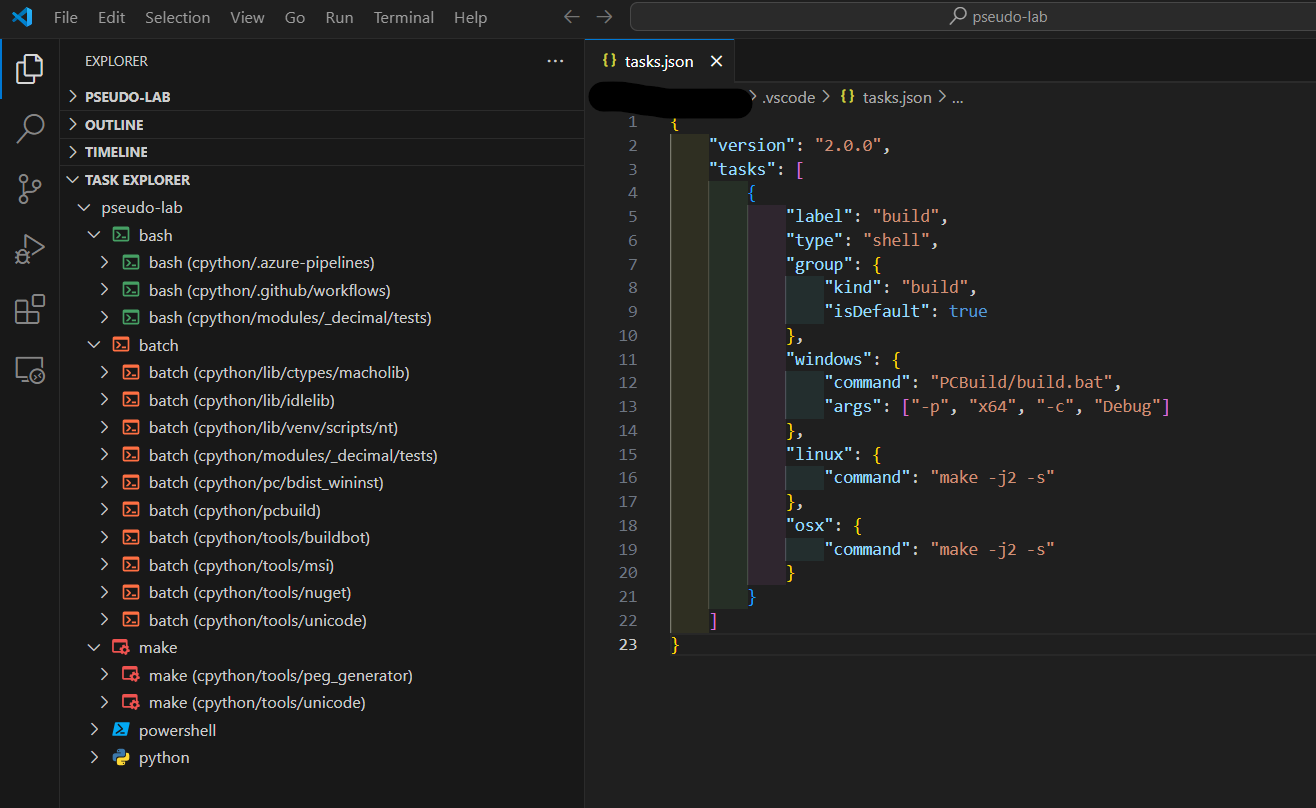 File Edit Selection View Go Run Terminal Help pseudo-lab
EXPLORER ...
PSEUDO-LAB
OUTLINE
TIMELINE
TASK EXPLORER
pseudo-lab
bash
bash (cpython/.azure-pipelines)
bash (cpython/.github/workflows)
bash (cpython/modules/_decimal/tests)
batch
batch (cpython/lib/ctypes/macholib)
batch (cpython/lib/idlelib)
batch (cpython/lib/venv/scripts/nt)
batch (cpython/modules/_decimal/tests)
batch (cpython/pc/bdist_wininst)
batch (cpython/pcbuild)
batch (cpython/tools/buildbot)
batch (cpython/tools/msi)
batch (cpython/tools/nuget)
batch (cpython/tools/unicode)
make
make (cpython/tools/peg_generator)
make (cpython/tools/unicode)
powershell
python
{} tasks.json
> .vscode > {} tasks.json > ...
1 {
2 "version": "2.0.0",
3 "tasks": [
4 {
5 "label": "build",
6 "type": "shell",
7 "group": {
8 "kind": "build",
9 "isDefault": true
10 },
11 "windows": {
12 "command": "PCBuild/build.bat",
13 "args": ["-p", "x64", "-c", "Debug"]
14 },
15 "linux": {
16 "command": "make -j2 -s"
17 },
18 "osx": {
19 "command": "make -j2 -s"
20 }
21 }
22 ]
23 }